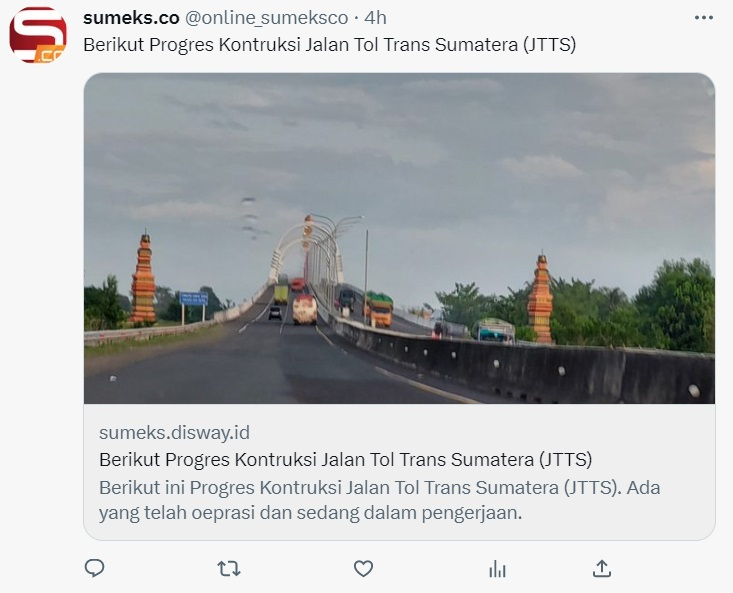 sumeks.co @online_sumeksco · 4h
Berikut Progres Kontruksi Jalan Tol Trans Sumatera (JTTS)
S
.CO
sumeks.disway.id
Berikut Progres Kontruksi Jalan Tol Trans Sumatera (JTTS)
Berikut ini Progres Kontruksi Jalan Tol Trans Sumatera (JTTS). Ada
yang telah oeprasi dan sedang dalam pengerjaan.